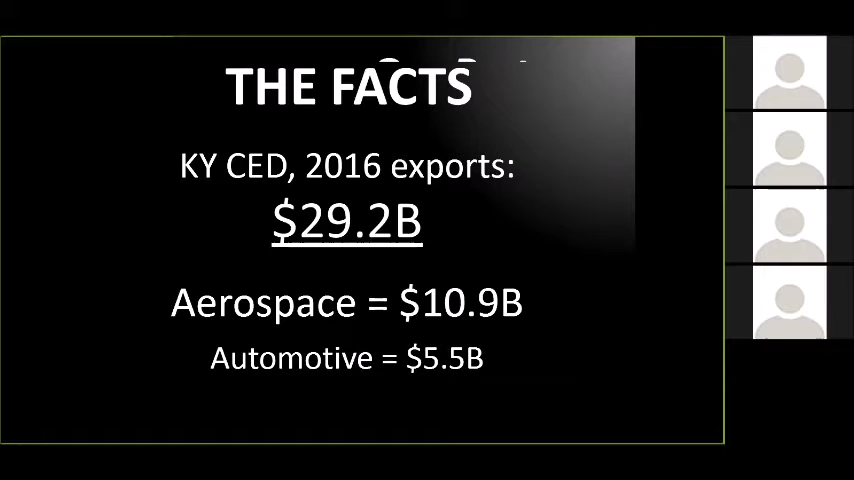 THE FACTS
KY CED, 2016 exports:
$29.2B
Aerospace = $10.9B
Automotive = $5.5B